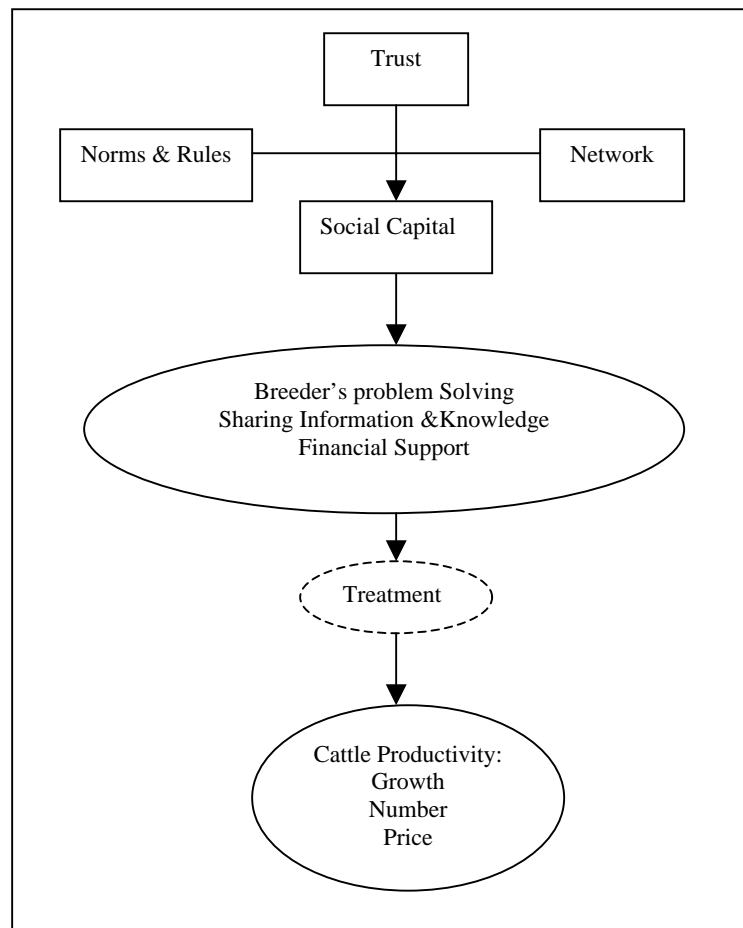 Trust
Norms & Rules
Network
Social Capital
Breeder’s problem Solving
Sharing Information &Knowledge
Financial Support
Treatment
Cattle Productivity:
Growth
Number
Price